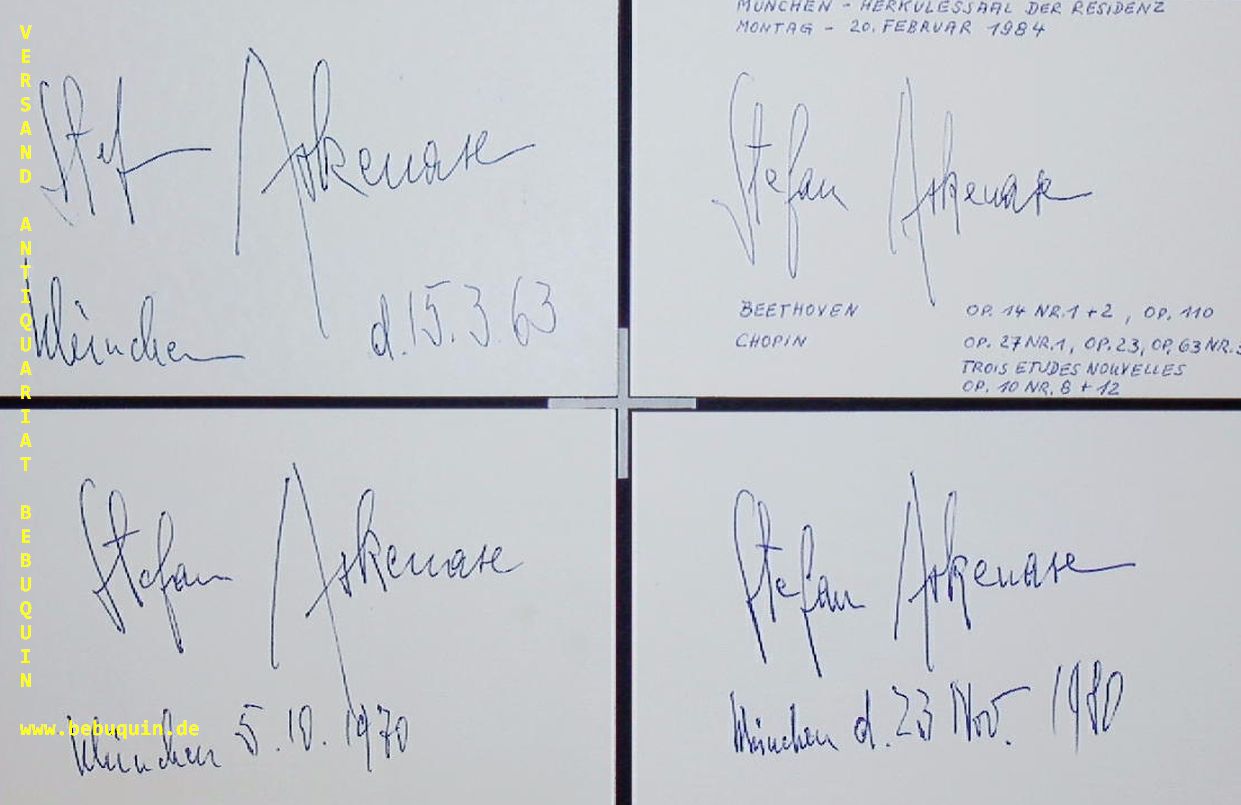 VERSAND ANTIQUARIAT BEBUQUIN
www.bebuquin.de
Stef Askenase
München d. 15.3.63
MÜNCHEN - HERKULESSAAL DER RESIDENZ
MONTAG - 20. FEBRUAR 1984
Stefan Askenase
BEETHOVEN OP. 14 NR. 1 + 2 , OP. 110
CHOPIN OP. 27 NR. 1, OP. 23, OP. 63 NR. 3
TROIS ETUDES NOUVELLES
OP. 10 NR. 8 + 12
Stefan Askenase
München 5.10.1970
Stefan Askenase
München d. 23 Nov. 1980